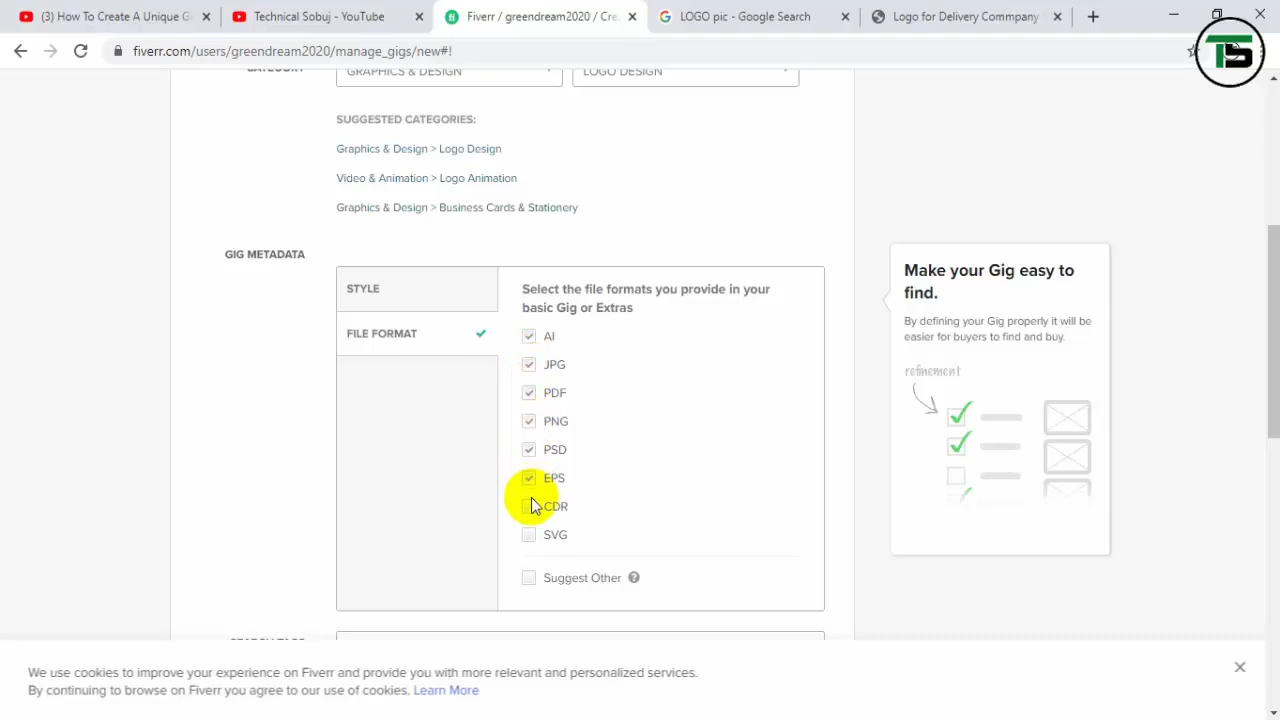 (3) How To Create A Unique G
Technical Sobuj - YouTube
Fiverr / greendream2020 / Cre
LOGO pic - Google Search
Logo for Delivery Commpany
fiverr.com/users/greendream2020/manage_gigs/new#!
TS
CATEGORY
GRAPHICS & DESIGN
LOGO DESIGN
SUGGESTED CATEGORIES:
Graphics & Design > Logo Design
Video & Animation > Logo Animation
Graphics & Design > Business Cards & Stationery
GIG METADATA
STYLE
FILE FORMAT
Select the file formats you provide in your
basic Gig or Extras
AI
JPG
PDF
PNG
PSD
EPS
CDR
SVG
Suggest Other ?
Make your Gig easy to
find.
By defining your Gig properly it will be
easier for buyers to find and buy.
refinement
SEARCH TAGS
We use cookies to improve your experience on Fiverr and provide you with more relevant and personalized services.
By continuing to browse on Fiverr you agree to our use of cookies. Learn More